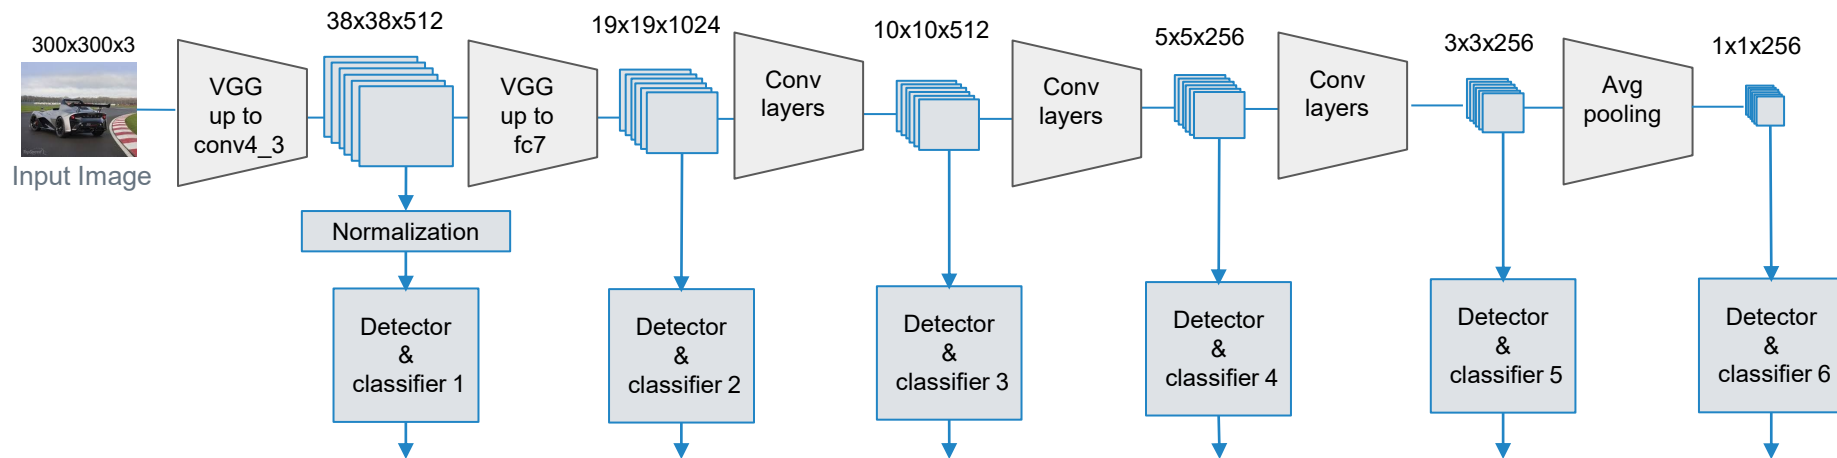 300x300x3
38x38x512
19x19x1024
10x10x512
5x5x256
3x3x256
1x1x256
VGG
up to
conv4_3
VGG
up to
fc7
Conv
layers
Conv
layers
Conv
layers
Avg
pooling
Input Image
Normalization
Detector
&
classifier 1
Detector
&
classifier 2
Detector
&
classifier 3
Detector
&
classifier 4
Detector
&
classifier 5
Detector
&
classifier 6